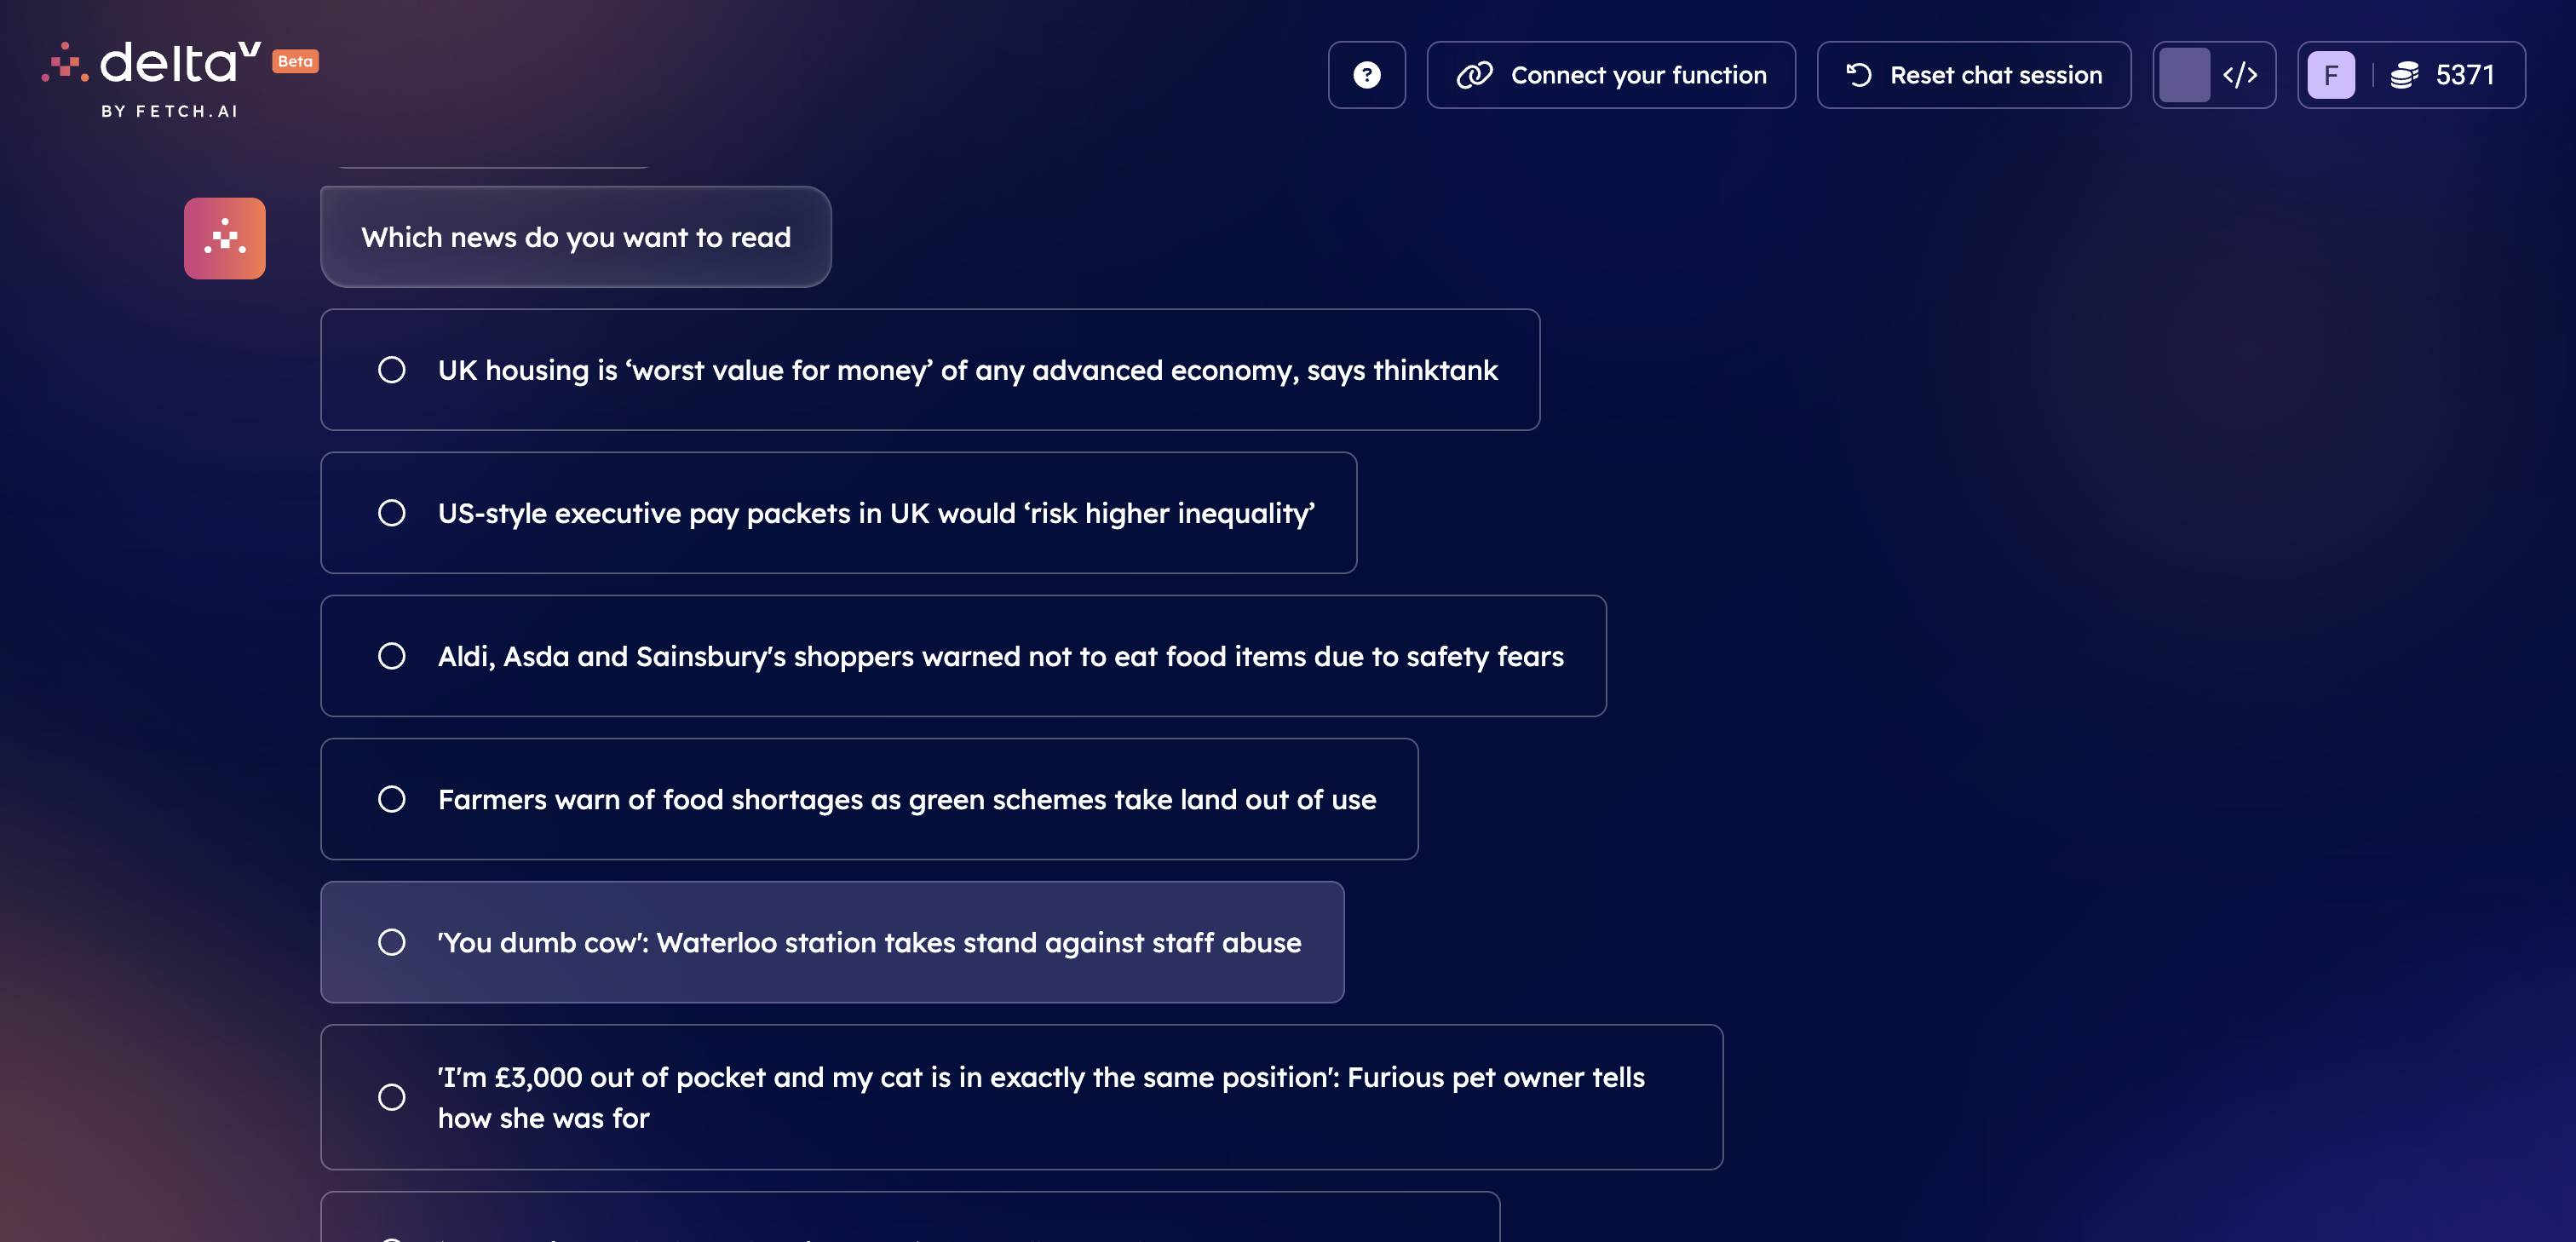 deltaV Beta
BY FETCH.AI
?
Connect your function
Reset chat session
</>
F
5371
Which news do you want to read
UK housing is ‘worst value for money’ of any advanced economy, says thinktank
US-style executive pay packets in UK would ‘risk higher inequality’
Aldi, Asda and Sainsbury's shoppers warned not to eat food items due to safety fears
Farmers warn of food shortages as green schemes take land out of use
'You dumb cow': Waterloo station takes stand against staff abuse
'I'm £3,000 out of pocket and my cat is in exactly the same position': Furious pet owner tells
how she was for